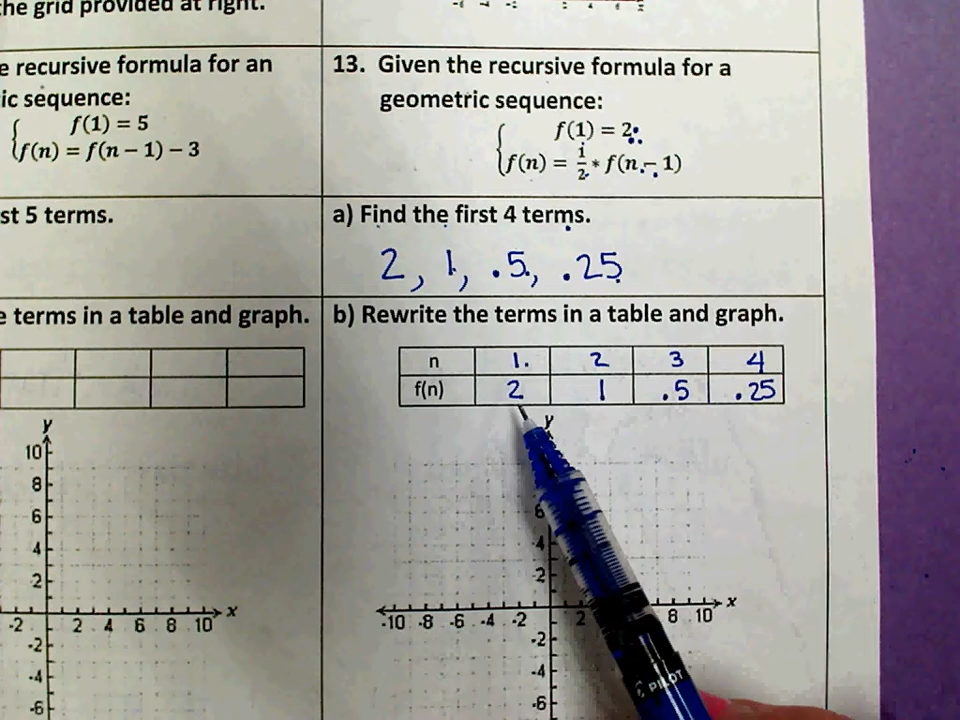 he grid provided at right.
e recursive formula for an
ic sequence:
f(1) = 5
f(n) = f(n − 1) − 3
st 5 terms.
e terms in a table and graph.
y
10
8
6
4
2
-2 2 4 6 8 10 x
-2
-4
-6
13. Given the recursive formula for a
geometric sequence:
f(1) = 2
f(n) = 1/2 * f(n − 1)
a) Find the first 4 terms.
2, 1, .5, .25
b) Rewrite the terms in a table and graph.
n 1. 2 3 4
f(n) 2 1 .5 .25
y
6
4
2
-10 -8 -6 -4 -2 2 8 10 x
-2
-4
-6
PILOT